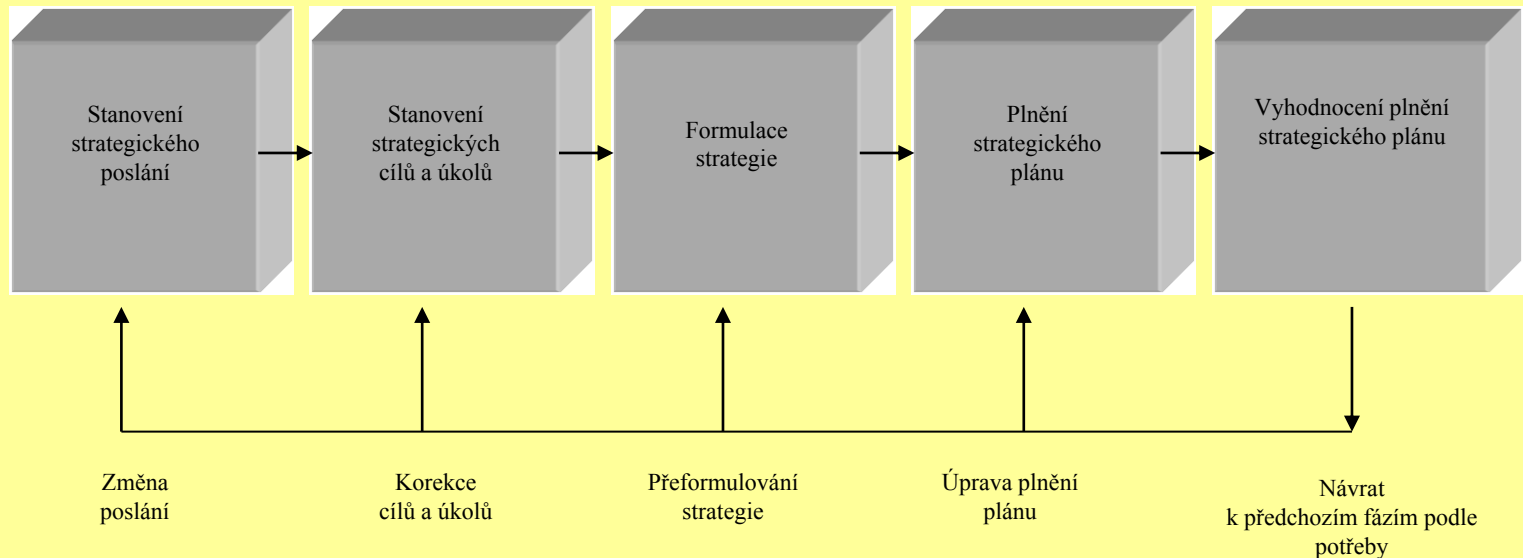 Stanovení
strategického
poslání
Stanovení
strategických
cílů a úkolů
Formulace
strategie
Plnění
strategického
plánu
Vyhodnocení plnění
strategického plánu
Změna
poslání
Korekce
cílů a úkolů
Přeformulování
strategie
Úprava plnění
plánu
Návrat
k předchozím fázím podle
potřeby